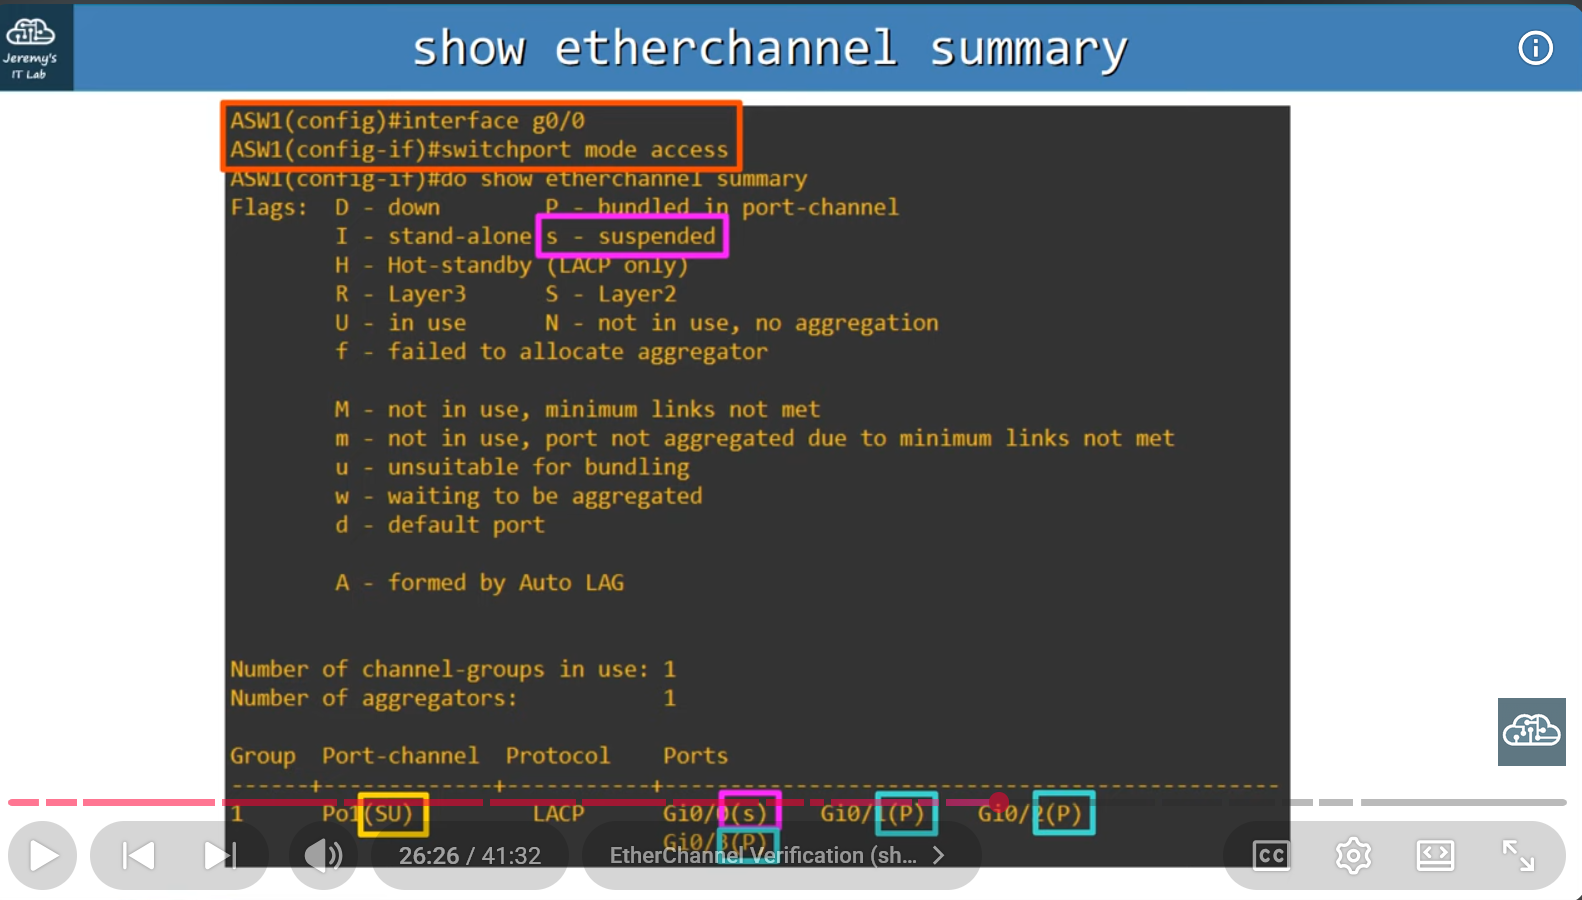 Jeremy's
IT Lab
show etherchannel summary
ASW1(config)#interface g0/0
ASW1(config-if)#switchport mode access
ASW1(config-if)#do show etherchannel summary
Flags:  D - down        P - bundled in port-channel
        I - stand-alone s - suspended
        H - Hot-standby (LACP only)
        R - Layer3      S - Layer2
        U - in use      N - not in use, no aggregation
        f - failed to allocate aggregator
        M - not in use, minimum links not met
        m - not in use, port not aggregated due to minimum links not met
        u - unsuitable for bundling
        w - waiting to be aggregated
        d - default port
        A - formed by Auto LAG
Number of channel-groups in use: 1
Number of aggregators:           1
Group  Port-channel  Protocol    Ports
------+-------------+-----------+-----------------------------------------------
1      Po1(SU)         LACP      Gi0/0(s)    Gi0/1(P)    Gi0/2(P)
                                 Gi0/3(P)
26:26 / 41:32
EtherChannel Verification (sh...
CC